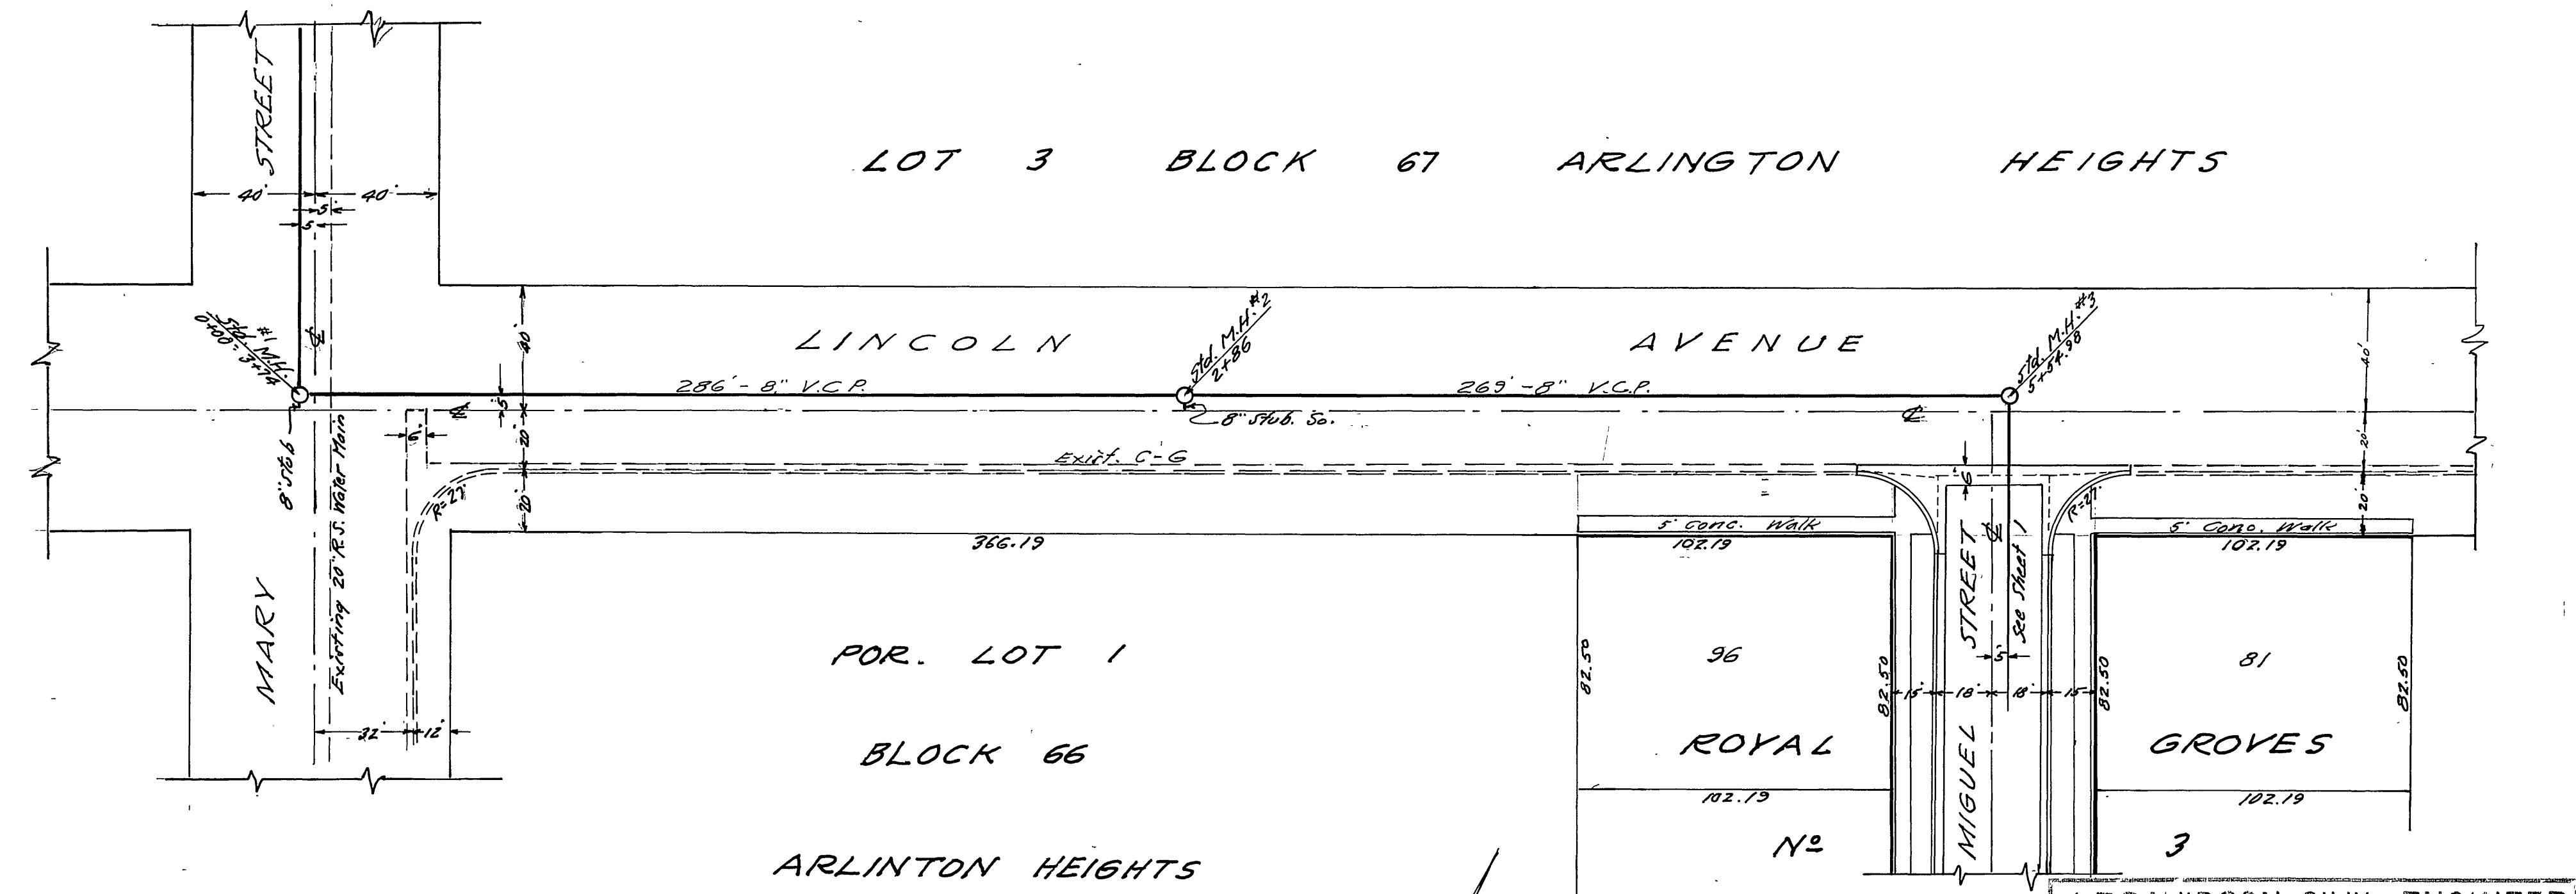 STREET
LOT 3 BLOCK 67 ARLINGTON HEIGHTS
40' 40'
5'
5'
Std. M.H. #1
0+00 = 3+74
℄
40'
LINCOLN AVENUE
Std. M.H. #2
2+86
Std. M.H. #3
5+54.98
40'
286' - 8" V.C.P.
269' - 8" V.C.P.
5'
℄
8" Stub. So.
℄
8" Stub
6'
20'
20'
Exist. C-G
6'
R=27'
R=27'
20'
20'
5' Conc. Walk
5' Conc. Walk
366.19
102.19
102.19
MARY
Existing 20" R.S. Water Main
STREET
℄
See Sheet 1
POR. LOT 1
82.50
96
82.50
5'
82.50
81
82.50
15' 18' 18' 15'
32' 12'
BLOCK 66
ROYAL
MIGUEL
GROVES
102.19
102.19
Nº
3
ARLINTON HEIGHTS